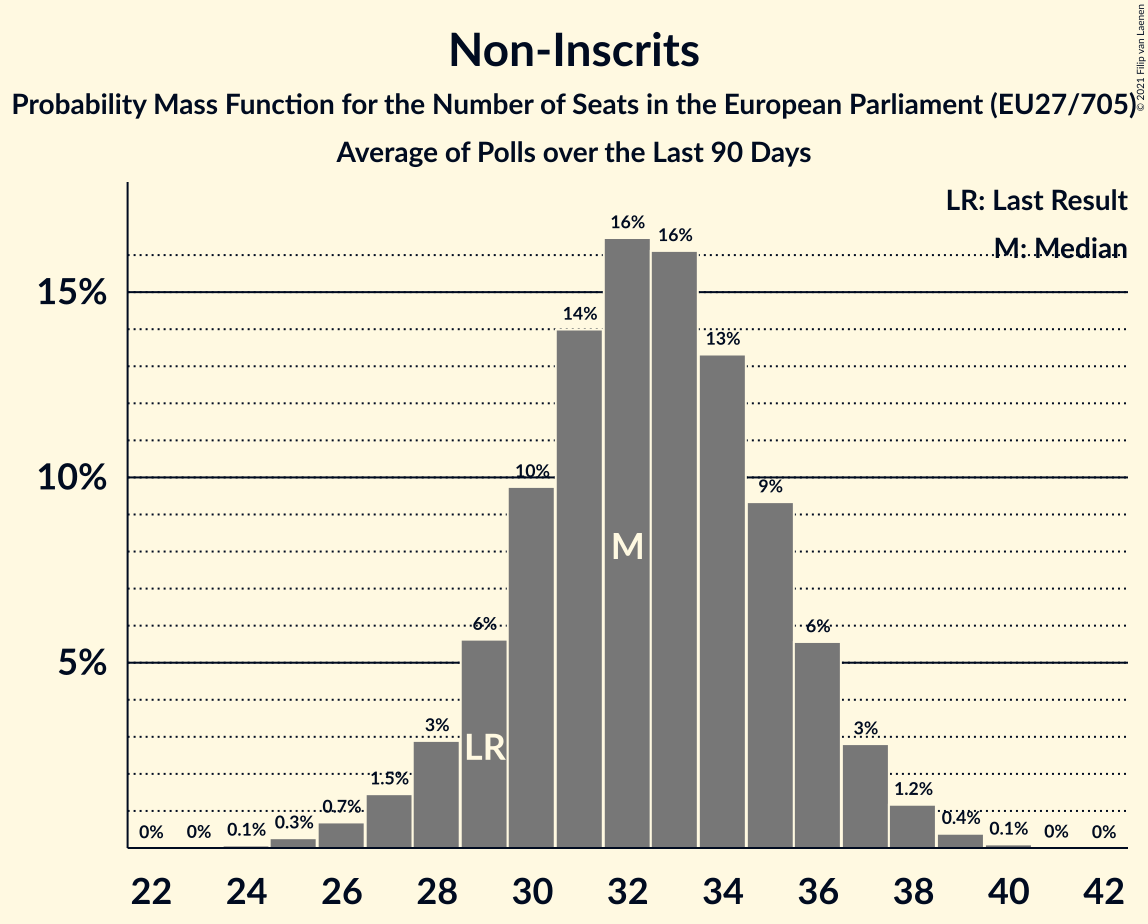 Non-Inscrits
Probability Mass Function for the Number of Seats in the European Parliament (EU27/705)
Average of Polls over the Last 90 Days
© 2021 Filip van Laenen
LR: Last Result
M: Median
15%
10%
5%
0%
0%
0.1%
0.3%
0.7%
1.5%
3%
6%
10%
14%
16%
16%
13%
9%
6%
3%
1.2%
0.4%
0.1%
0%
0%
LR
M
22 24 26 28 30 32 34 36 38 40 42